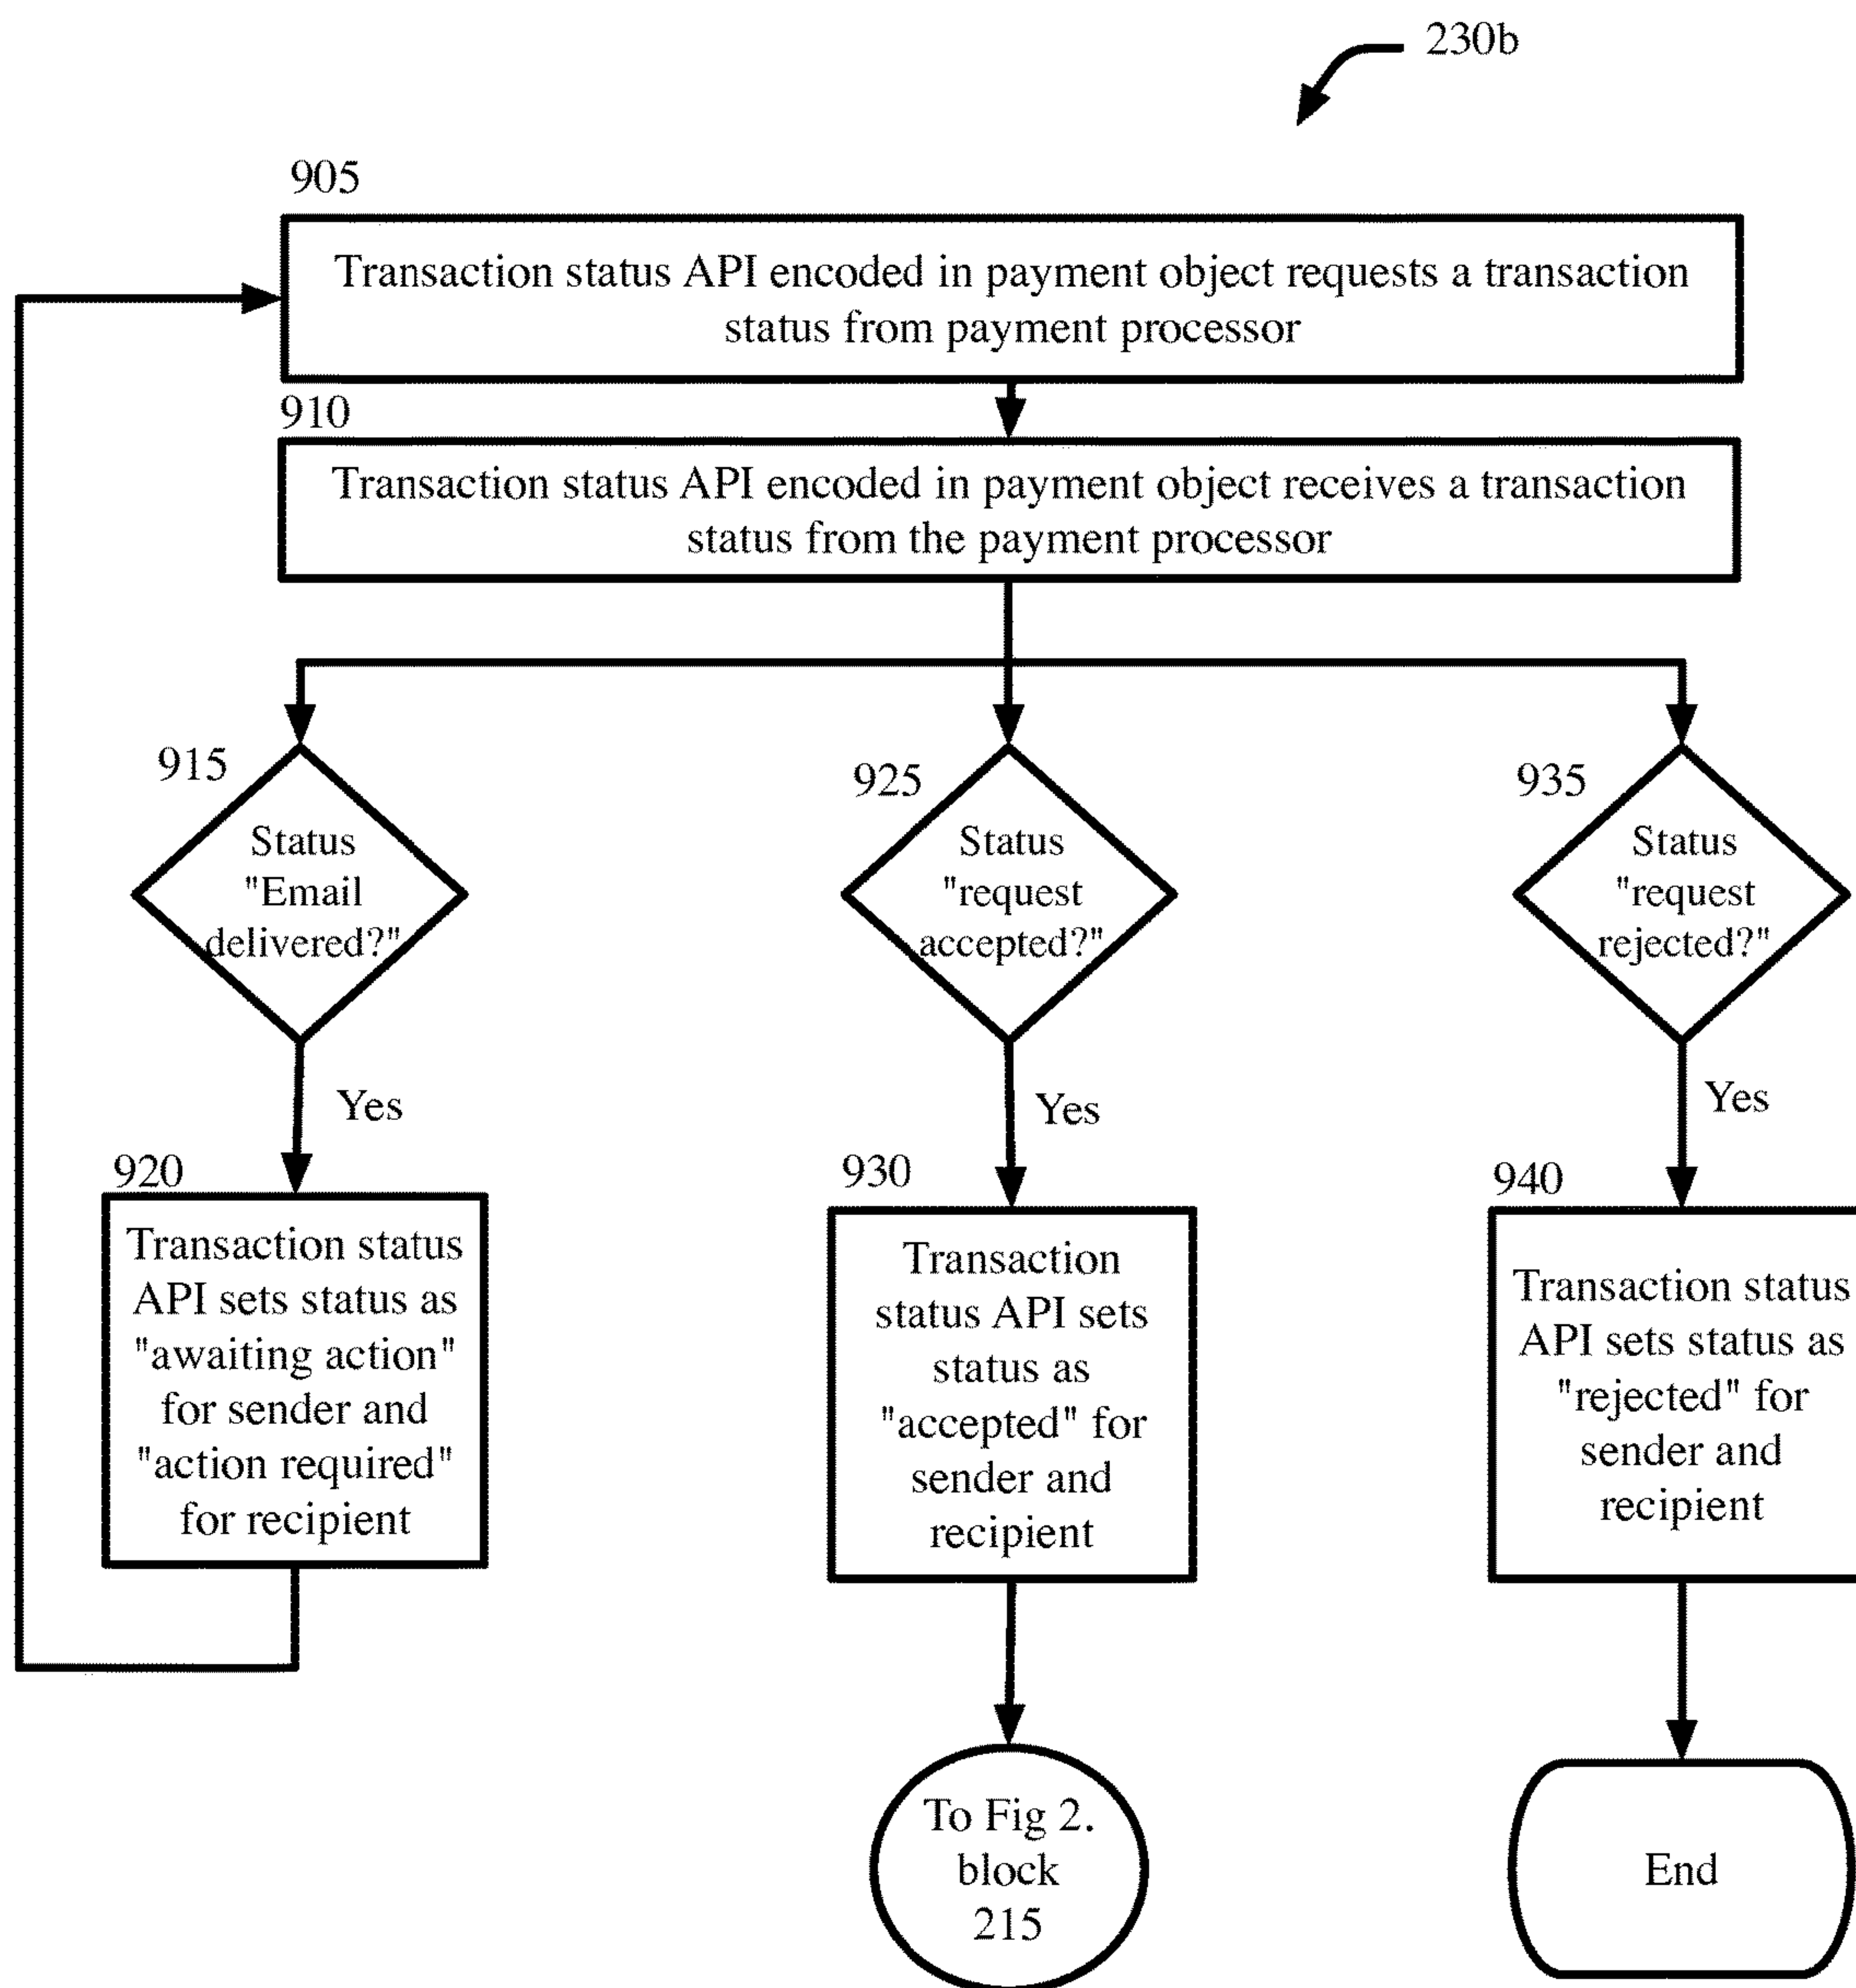 230b
905
Transaction status API encoded in payment object requests a transaction
status from payment processor
910
Transaction status API encoded in payment object receives a transaction
status from the payment processor
915
Status
"Email
delivered?"
925
Status
"request
accepted?"
935
Status
"request
rejected?"
Yes
Yes
Yes
920
Transaction status
API sets status as
"awaiting action"
for sender and
"action required"
for recipient
930
Transaction
status API sets
status as
"accepted" for
sender and
recipient
940
Transaction status
API sets status as
"rejected" for
sender and
recipient
To Fig 2.
block
215
End